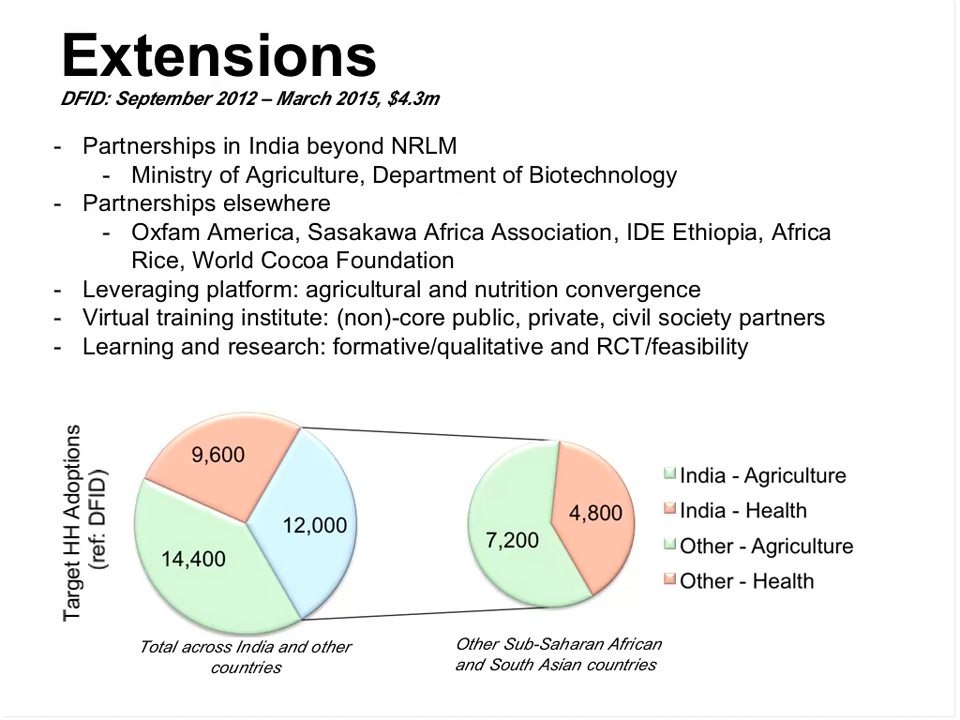 Extensions
DFID: September 2012 – March 2015, $4.3m
- Partnerships in India beyond NRLM
- Ministry of Agriculture, Department of Biotechnology
- Partnerships elsewhere
- Oxfam America, Sasakawa Africa Association, IDE Ethiopia, Africa
Rice, World Cocoa Foundation
- Leveraging platform: agricultural and nutrition convergence
- Virtual training institute: (non)-core public, private, civil society partners
- Learning and research: formative/qualitative and RCT/feasibility
Target HH Adoptions
(ref: DFID)
9,600
12,000
14,400
7,200
4,800
India - Agriculture
India - Health
Other - Agriculture
Other - Health
Total across India and other
countries
Other Sub-Saharan African
and South Asian countries